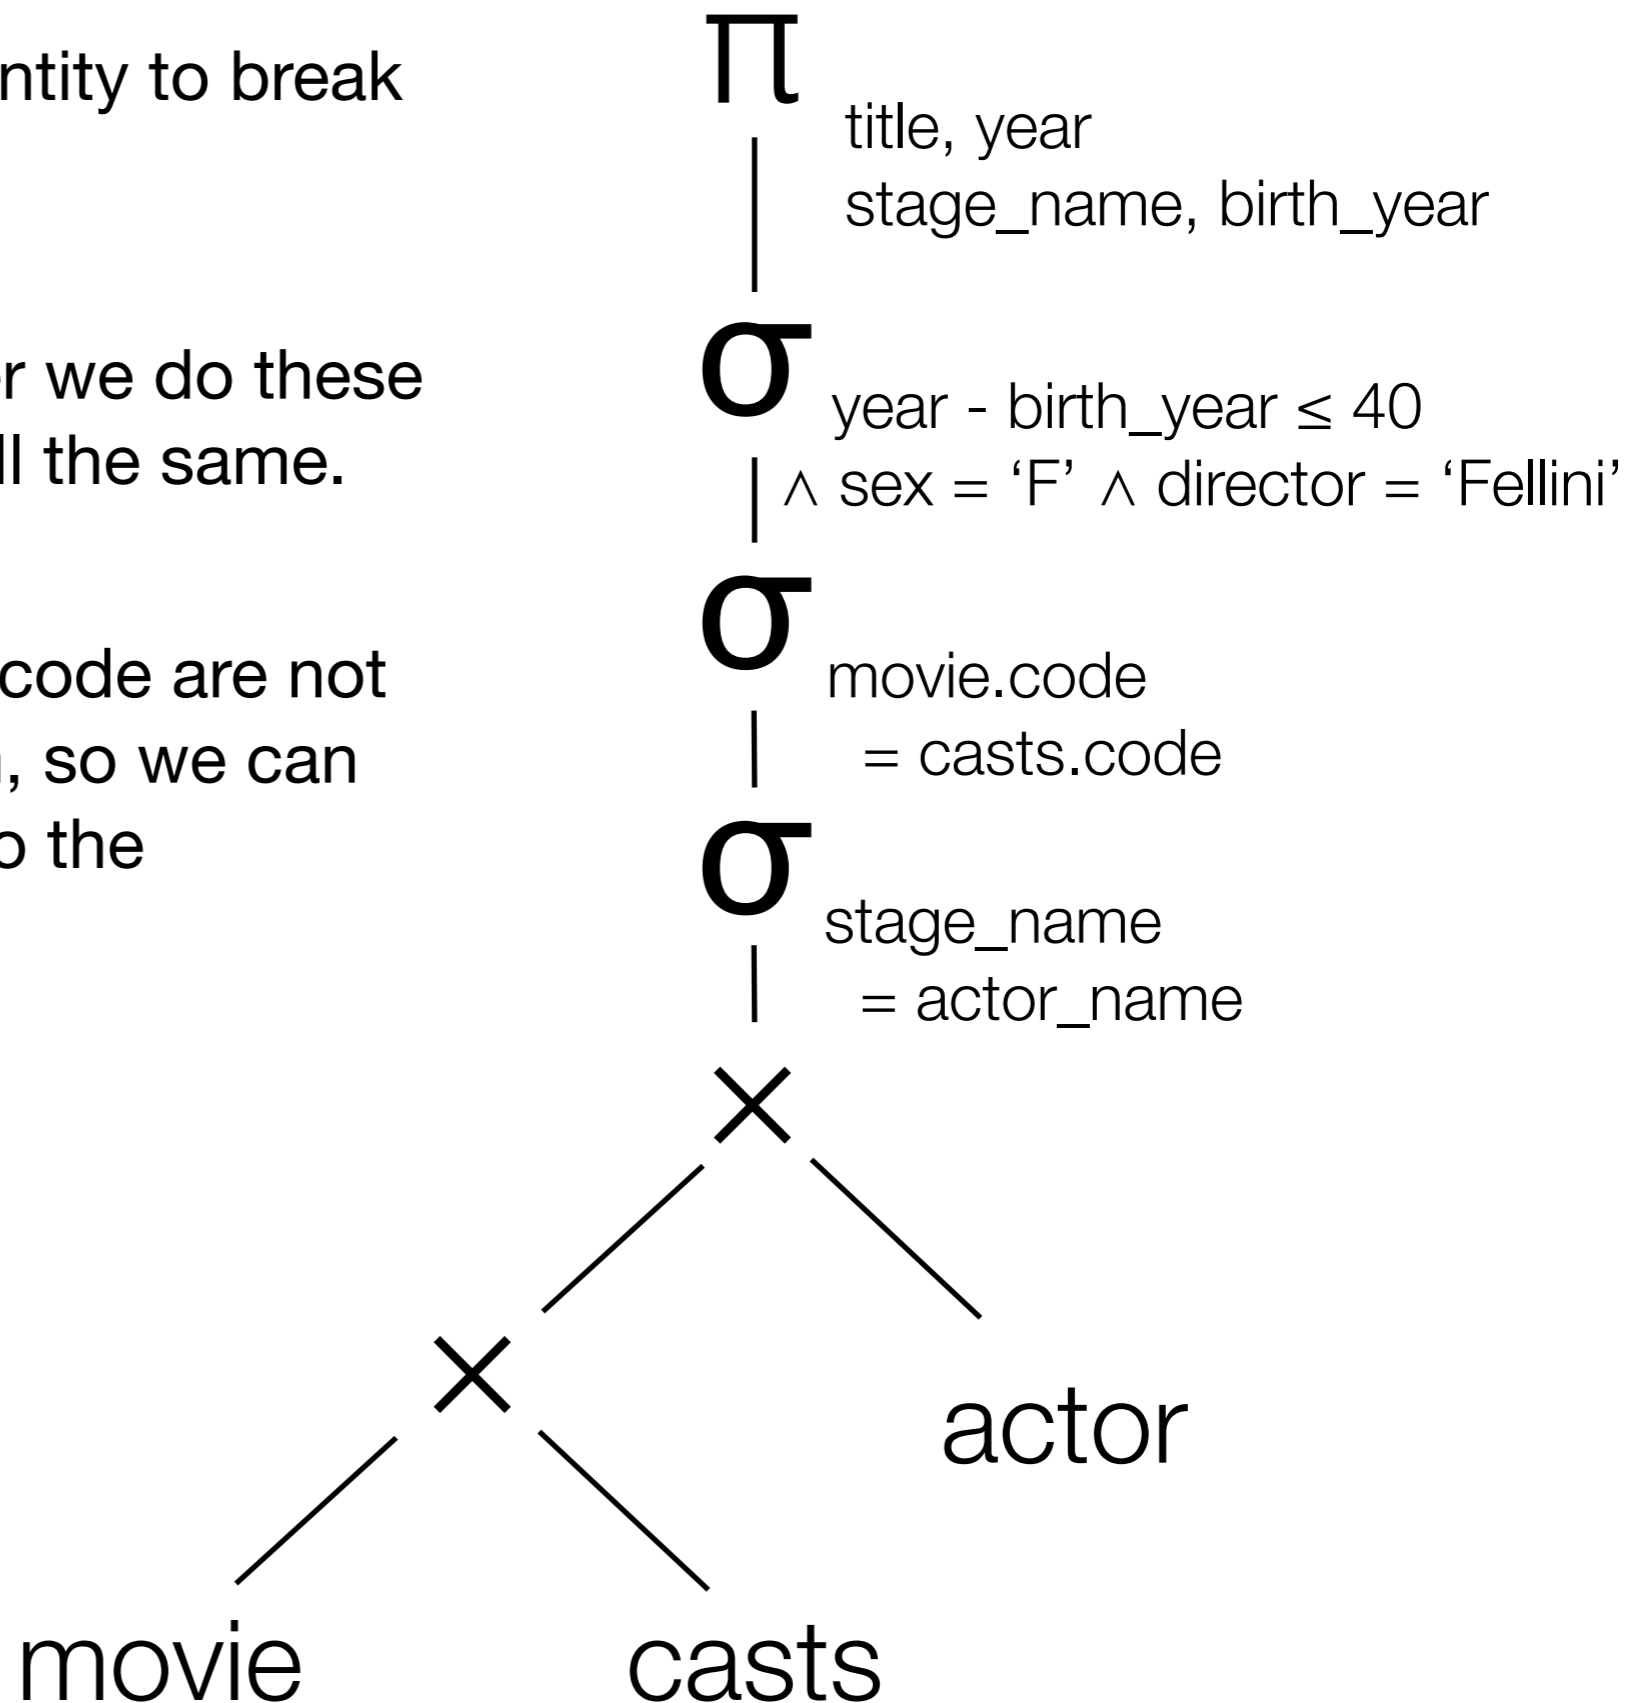 ntity to break
er we do these
ll the same.
code are not
, so we can
o the
π
title, year
stage_name, birth_year
σ
year - birth_year ≤ 40
∧ sex = ‘F’ ∧ director = ‘Fellini’
σ
movie.code
= casts.code
σ
stage_name
= actor_name
×
×
actor
movie
casts